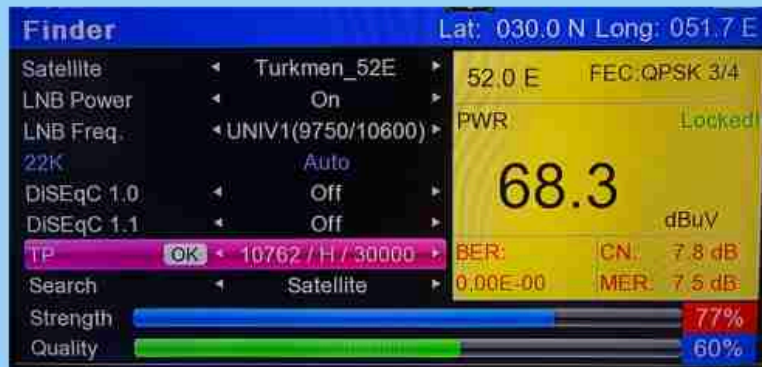 Finder
Lat: 030.0 N Long: 051.7 E
Satellite Turkmen_52E
LNB Power On
LNB Freq. UNIV1(9750/10600)
22K Auto
DiSEqC 1.0 Off
DiSEqC 1.1 Off
TP OK 10762 / H / 30000
Search Satellite
52.0 E FEC:QPSK 3/4
PWR Locked!
68.3
dBuV
BER: CN: 7.8 dB
0.00E-00 MER: 7.5 dB
Strength 77%
Quality 60%